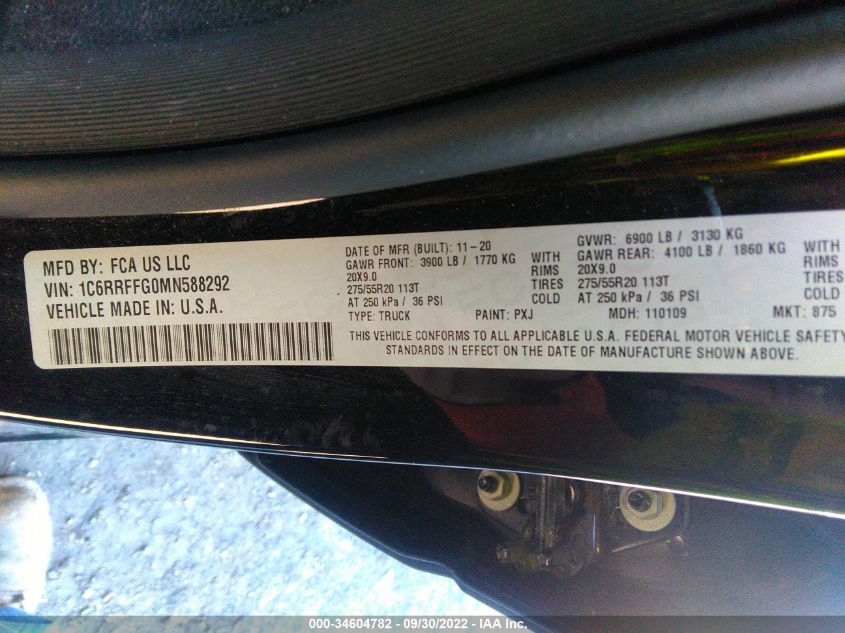 MFD BY: FCA US LLC
VIN: 1C6RRFFG0MN588292
VEHICLE MADE IN: U.S.A.
DATE OF MFR (BUILT): 11-20
GAWR FRONT: 3900 LB / 1770 KG WITH
20X9.0 RIMS
275/55R20 113T TIRES
AT 250 kPa / 36 PSI COLD
GVWR: 6900 LB / 3130 KG
GAWR REAR: 4100 LB / 1860 KG WITH
20X9.0 RIMS
275/55R20 113T TIRES
AT 250 kPa / 36 PSI COLD
TYPE: TRUCK PAINT: PXJ MDH: 110109 MKT: 875
THIS VEHICLE CONFORMS TO ALL APPLICABLE U.S.A. FEDERAL MOTOR VEHICLE SAFETY
STANDARDS IN EFFECT ON THE DATE OF MANUFACTURE SHOWN ABOVE.
000-34604782 - 09/30/2022 - IAA Inc.